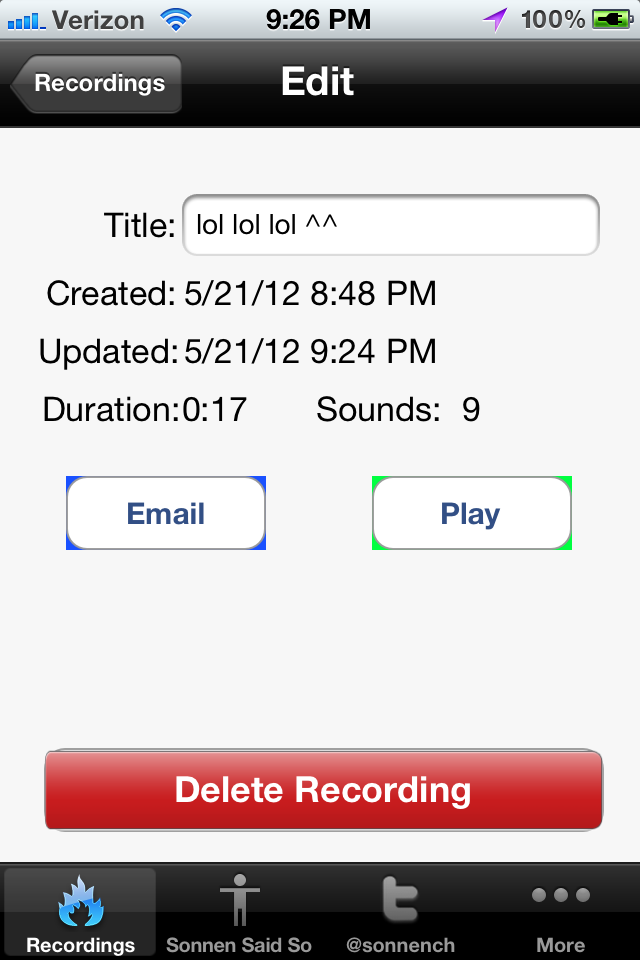 Verizon 9:26 PM 100%
Recordings Edit
Title: lol lol lol ^^
Created: 5/21/12 8:48 PM
Updated: 5/21/12 9:24 PM
Duration: 0:17 Sounds: 9
Email Play
Delete Recording
Recordings Sonnen Said So @sonnench More